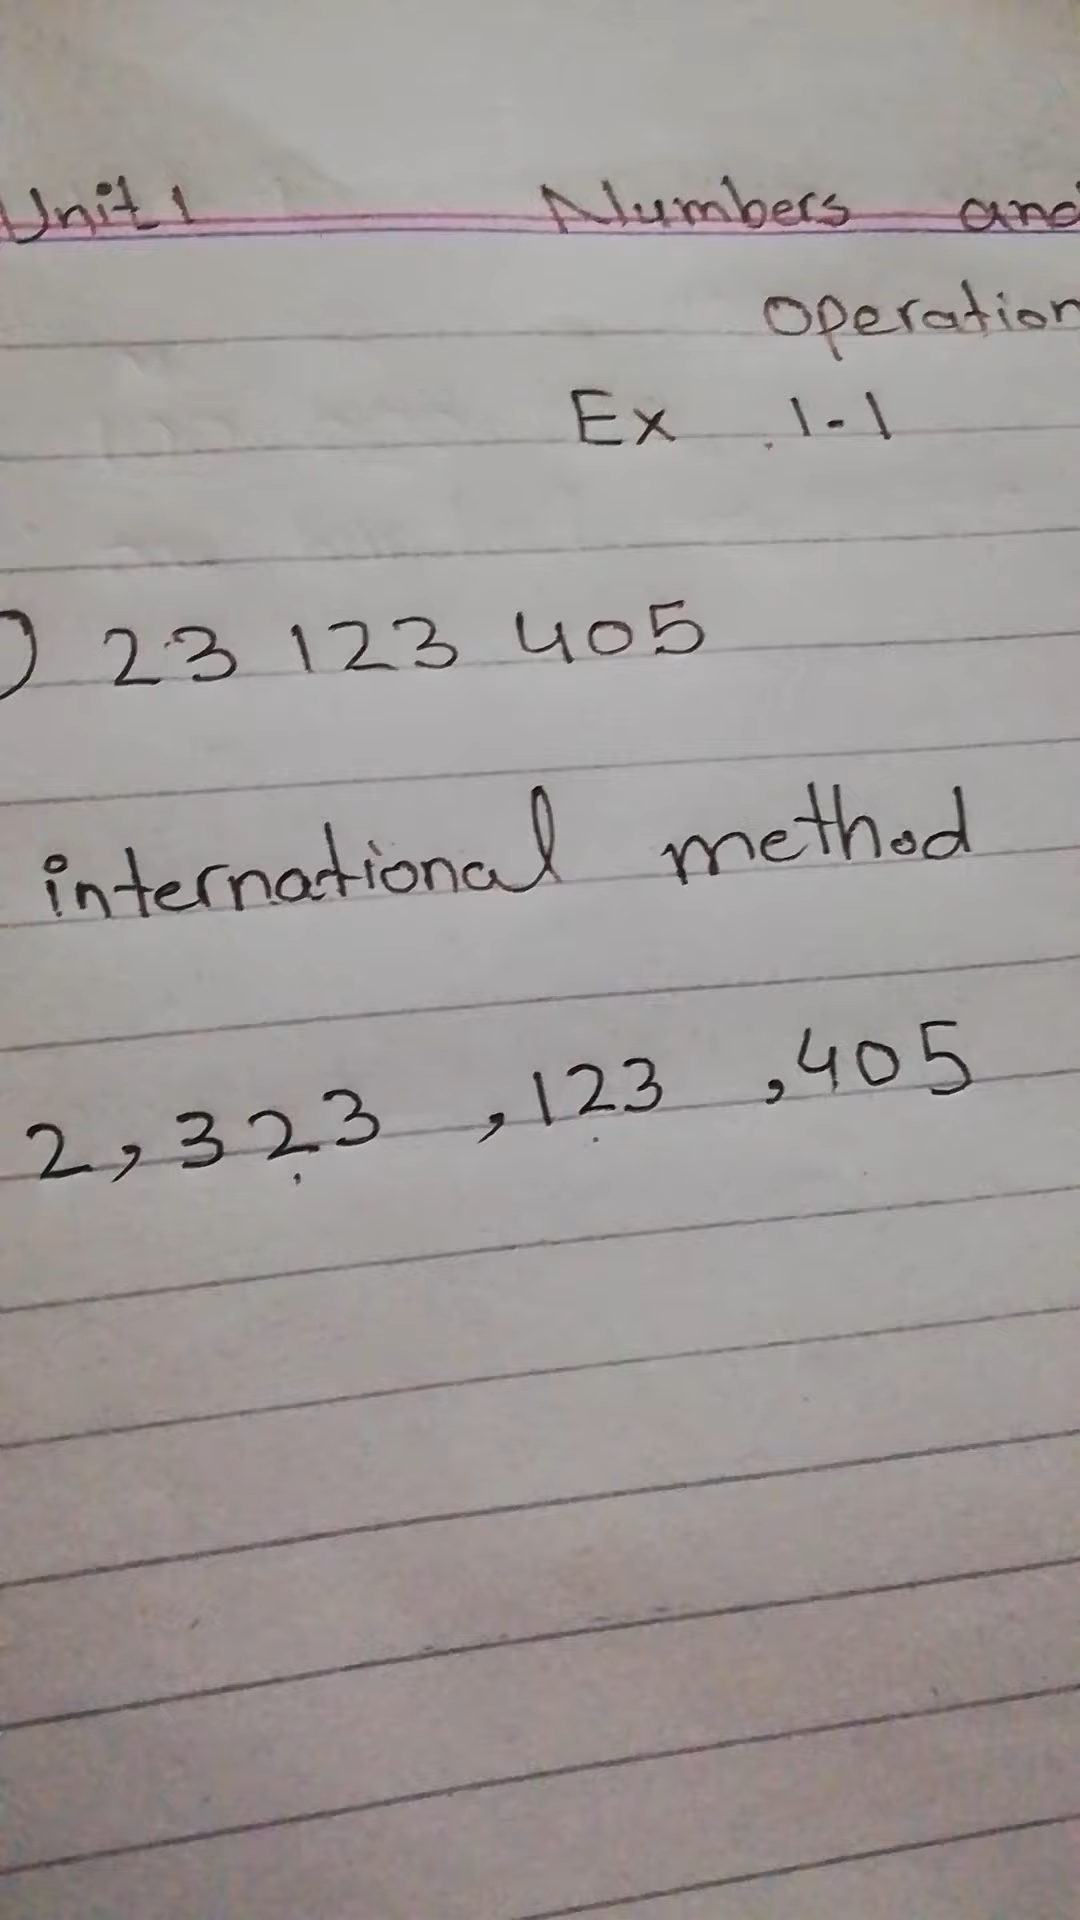 Unit 1 Numbers and
operation
Ex 1-1
) 23 123 405
international method
2,323,123,405